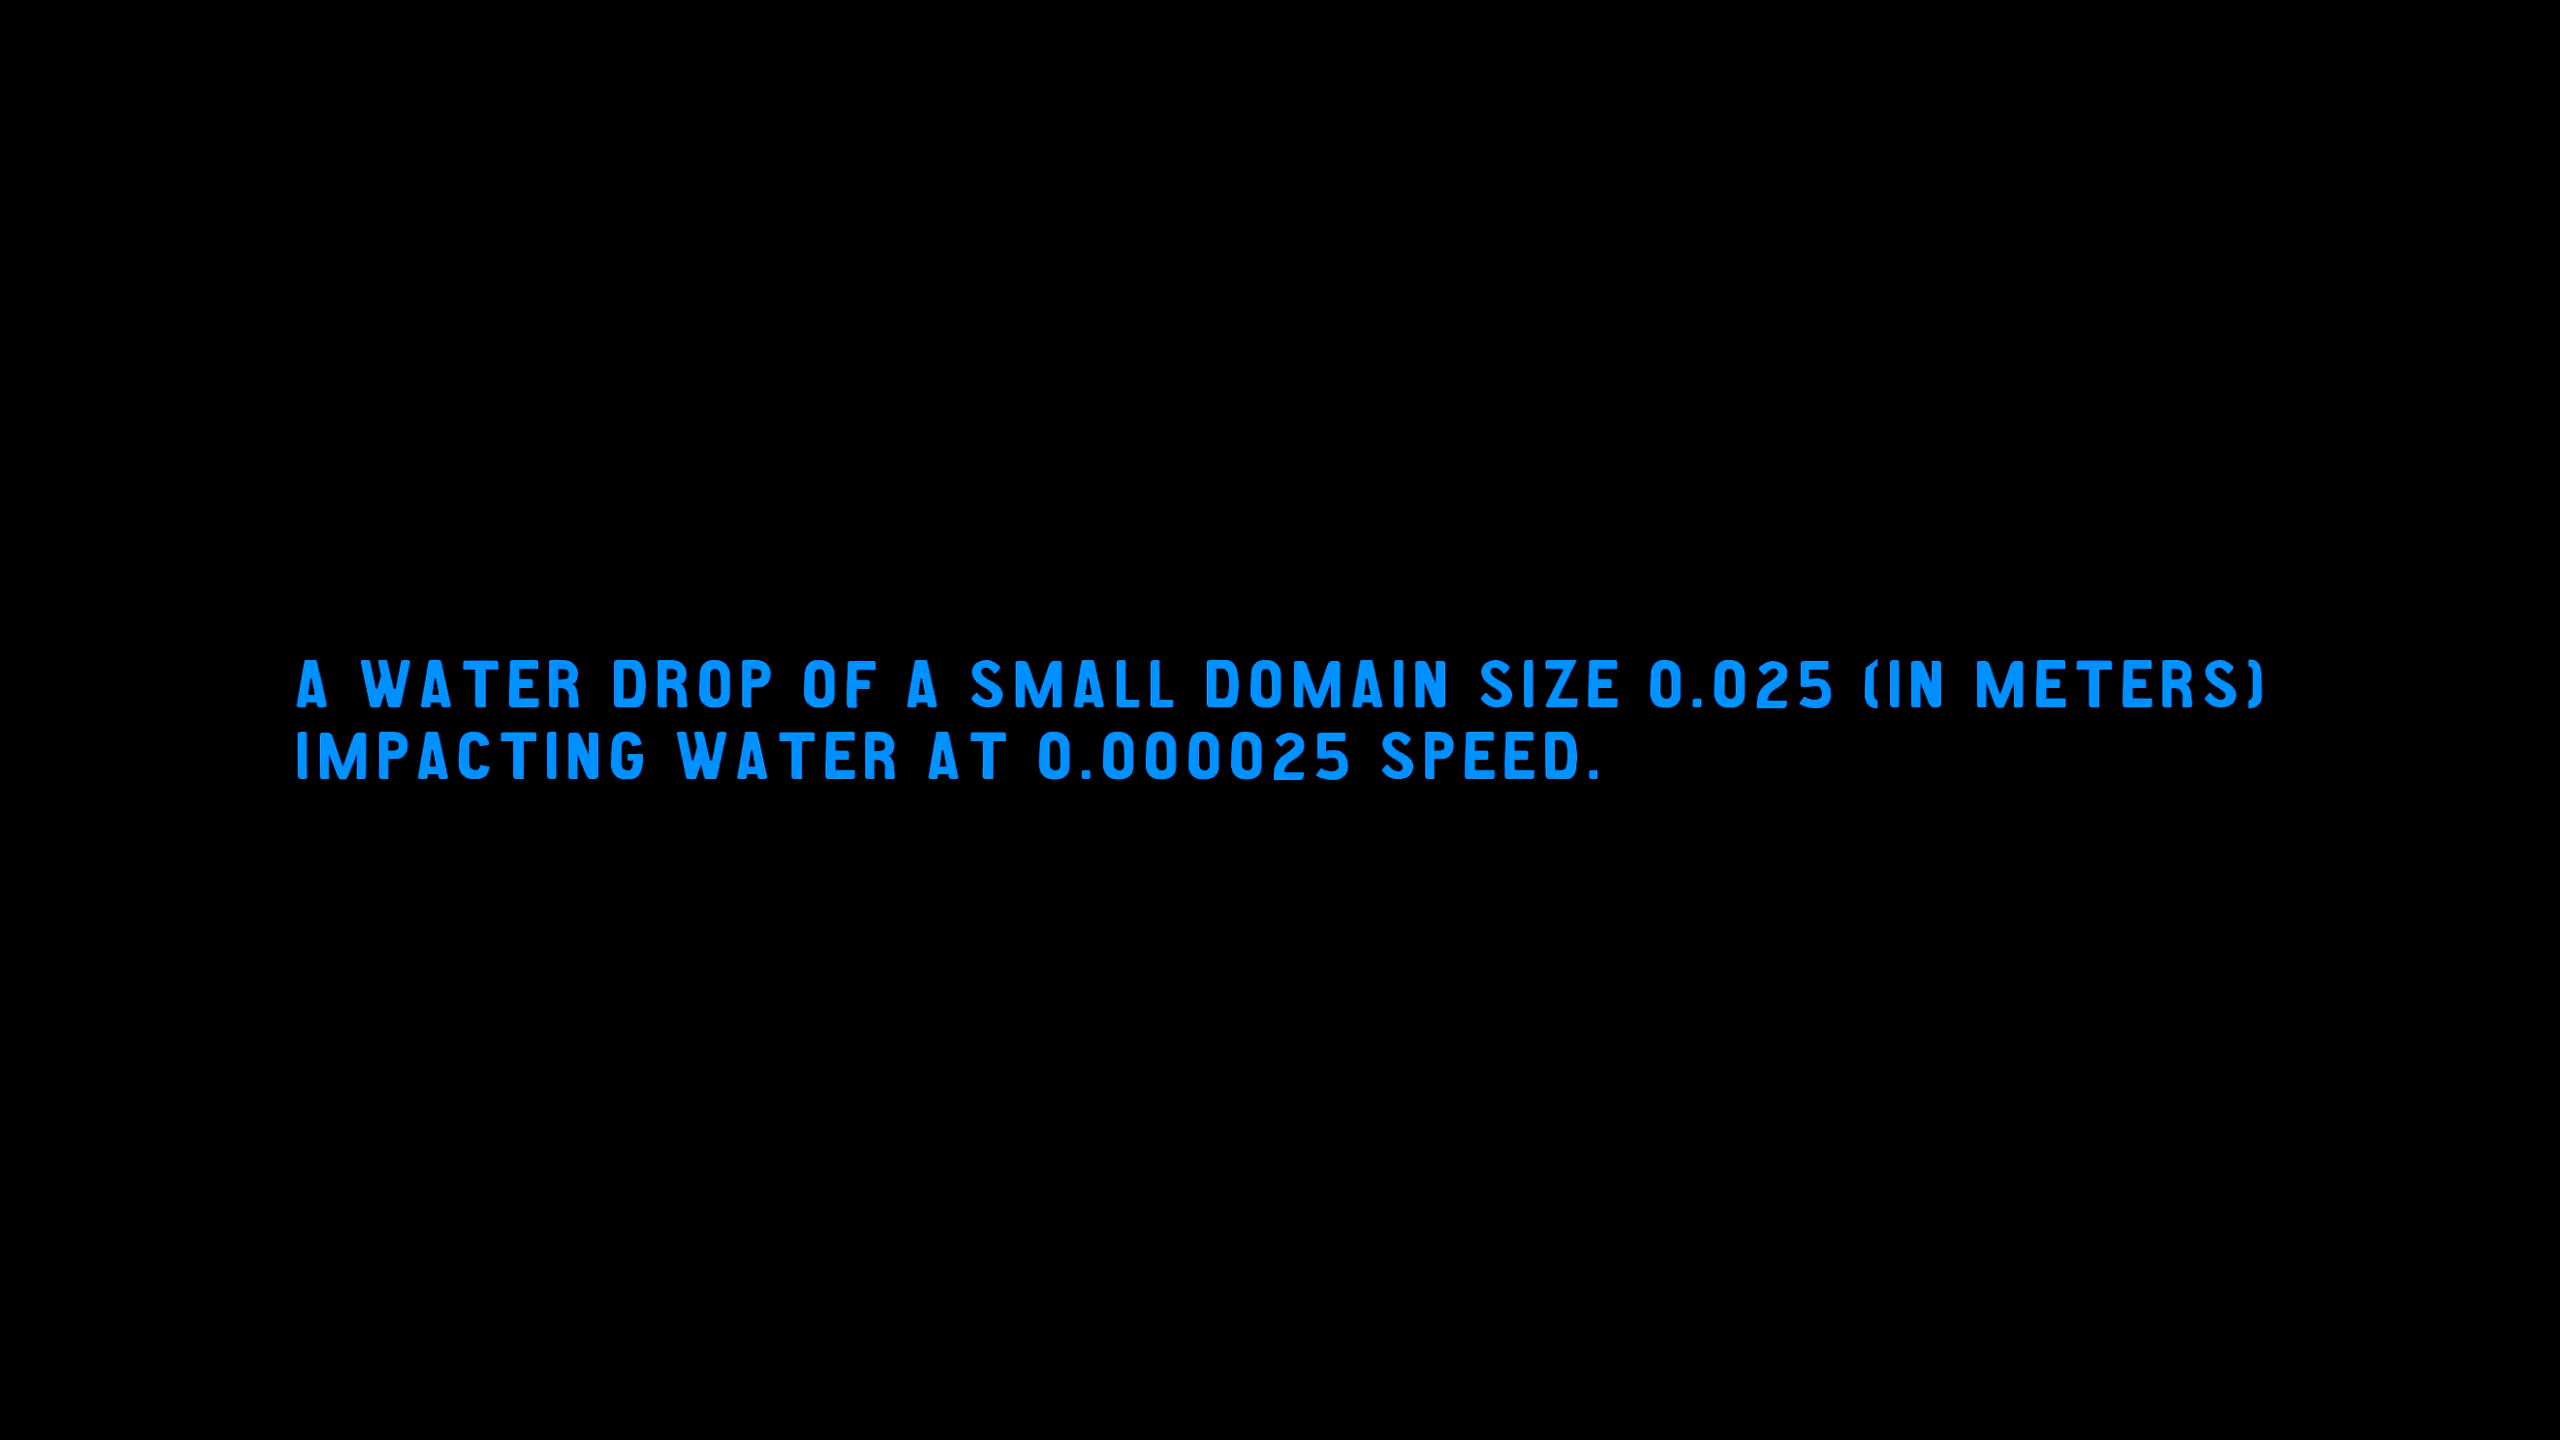 A WATER DROP OF A SMALL DOMAIN SIZE 0.025 (IN METERS)
IMPACTING WATER AT 0.000025 SPEED.